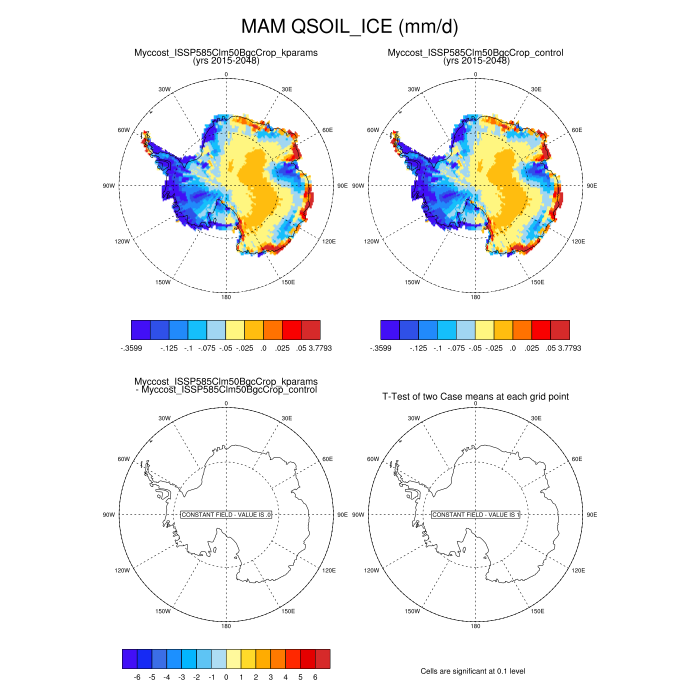 MAM QSOIL_ICE (mm/d)
Myccost_ISSP585Clm50BgcCrop_kparams
(yrs 2015-2048)
Myccost_ISSP585Clm50BgcCrop_control
(yrs 2015-2048)
0
30W 30E
60W 60E
90W 90E
120W 120E
150W 150E
180
0
30W 30E
60W 60E
90W 90E
120W 120E
150W 150E
180
-.3599 -.125 -.1 -.075 -.05 -.025 .0 .025 .05 3.7793
-.3599 -.125 -.1 -.075 -.05 -.025 .0 .025 .05 3.7793
Myccost_ISSP585Clm50BgcCrop_kparams
- Myccost_ISSP585Clm50BgcCrop_control
T-Test of two Case means at each grid point
0
30W 30E
60W 60E
90W CONSTANT FIELD - VALUE IS .0 90E
120W 120E
150W 150E
180
0
30W 30E
60W 60E
90W CONSTANT FIELD - VALUE IS 1 90E
120W 120E
150W 150E
180
-6 -5 -4 -3 -2 -1 0 1 2 3 4 5 6
Cells are significant at 0.1 level